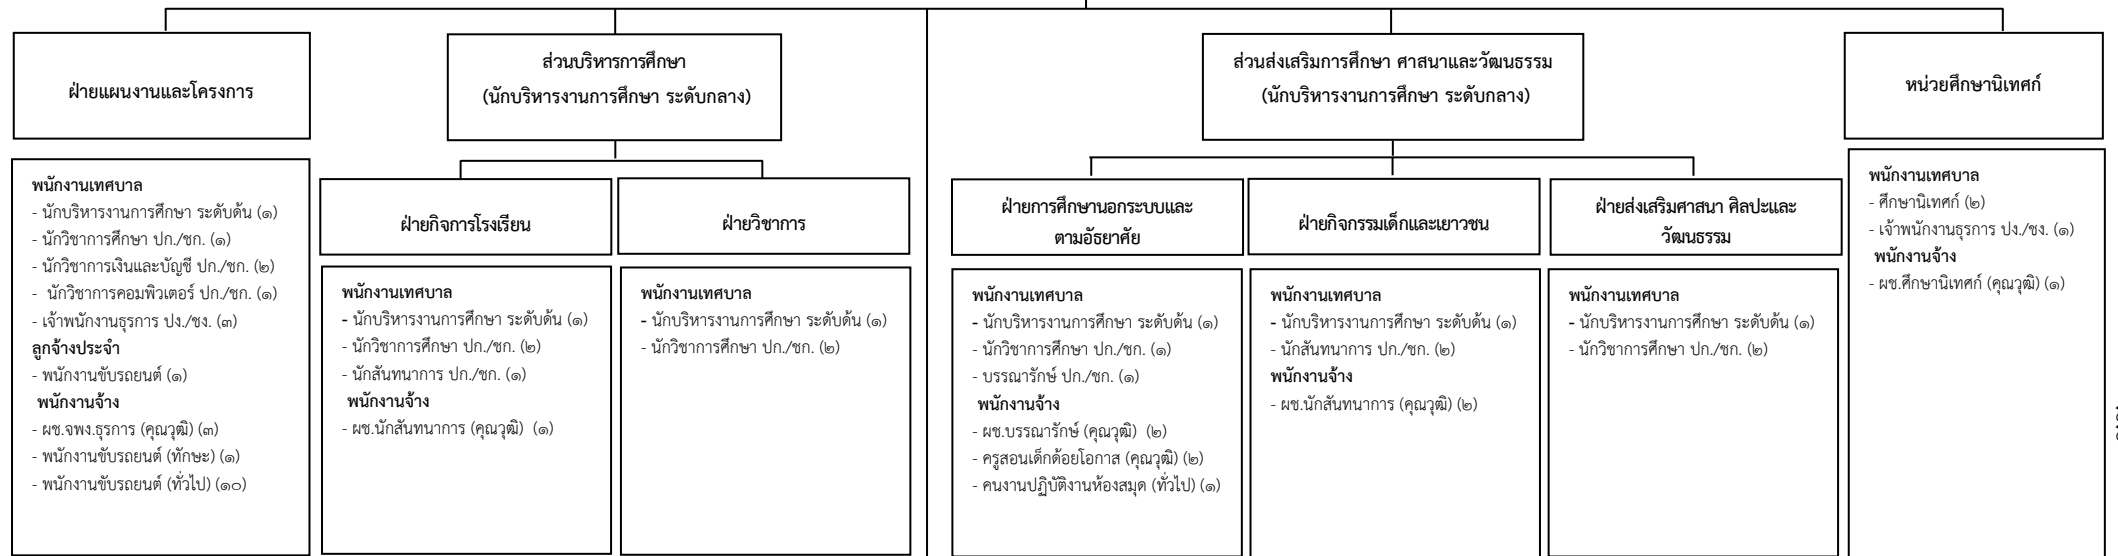 ฝ่ายแผนงานและโครงการ
ส่วนบริหารการศึกษา
(นักบริหารงานการศึกษา ระดับกลาง)
ส่วนส่งเสริมการศึกษา ศาสนาและวัฒนธรรม
(นักบริหารงานการศึกษา ระดับกลาง)
หน่วยศึกษานิเทศก์
พนักงานเทศบาล
- นักบริหารงานการศึกษา ระดับต้น (๑)
- นักวิชาการศึกษา ปก./ชก. (๑)
- นักวิชาการเงินและบัญชี ปก./ชก. (๒)
- นักวิชาการคอมพิวเตอร์ ปก./ชก. (๑)
- เจ้าพนักงานธุรการ ปง./ชง. (๓)
ลูกจ้างประจำ
- พนักงานขับรถยนต์ (๑)
พนักงานจ้าง
- ผช.จพง.ธุรการ (คุณวุฒิ) (๓)
- พนักงานขับรถยนต์ (ทักษะ) (๑)
- พนักงานขับรถยนต์ (ทั่วไป) (๑๐)
ฝ่ายกิจการโรงเรียน
พนักงานเทศบาล
- นักบริหารงานการศึกษา ระดับต้น (๑)
- นักวิชาการศึกษา ปก./ชก. (๒)
- นักสันทนาการ ปก./ชก. (๑)
พนักงานจ้าง
- ผช.นักสันทนาการ (คุณวุฒิ) (๑)
ฝ่ายวิชาการ
พนักงานเทศบาล
- นักบริหารงานการศึกษา ระดับต้น (๑)
- นักวิชาการศึกษา ปก./ชก. (๒)
ฝ่ายการศึกษานอกระบบและ
ตามอัธยาศัย
พนักงานเทศบาล
- นักบริหารงานการศึกษา ระดับต้น (๑)
- นักวิชาการศึกษา ปก./ชก. (๑)
- บรรณารักษ์ ปก./ชก. (๑)
พนักงานจ้าง
- ผช.บรรณารักษ์ (คุณวุฒิ) (๒)
- ครูสอนเด็กด้อยโอกาส (คุณวุฒิ) (๒)
- คนงานปฏิบัติงานห้องสมุด (ทั่วไป) (๑)
ฝ่ายกิจกรรมเด็กและเยาวชน
พนักงานเทศบาล
- นักบริหารงานการศึกษา ระดับต้น (๑)
- นักสันทนาการ ปก./ชก. (๒)
พนักงานจ้าง
- ผช.นักสันทนาการ (คุณวุฒิ) (๒)
ฝ่ายส่งเสริมศาสนา ศิลปะและ
วัฒนธรรม
พนักงานเทศบาล
- นักบริหารงานการศึกษา ระดับต้น (๑)
- นักวิชาการศึกษา ปก./ชก. (๒)
พนักงานเทศบาล
- ศึกษานิเทศก์ (๒)
- เจ้าพนักงานธุรการ ปง./ชง. (๑)
พนักงานจ้าง
- ผช.ศึกษานิเทศก์ (คุณวุฒิ) (๑)